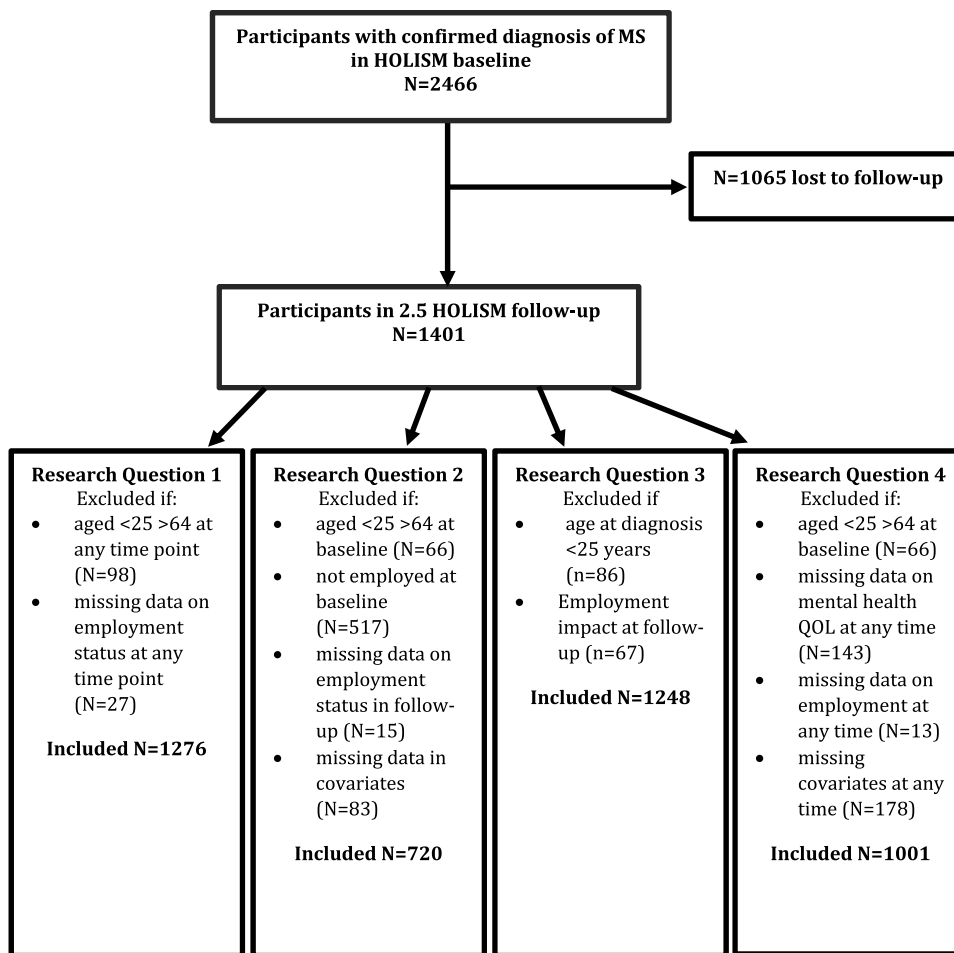 Participants with confirmed diagnosis of MS
in HOLISM baseline
N=2466
N=1065 lost to follow-up
Participants in 2.5 HOLISM follow-up
N=1401
Research Question 1
Excluded if:
• aged <25 >64 at
any time point
(N=98)
• missing data on
employment
status at any
time point
(N=27)
Included N=1276
Research Question 2
Excluded if:
• aged <25 >64 at
baseline (N=66)
• not employed at
baseline
(N=517)
• missing data on
employment
status in follow-
up (N=15)
• missing data in
covariates
(N=83)
Included N=720
Research Question 3
Excluded if
• age at diagnosis
<25 years
(n=86)
• Employment
impact at follow-
up (n=67)
Included N=1248
Research Question 4
Excluded if:
• aged <25 >64 at
baseline (N=66)
• missing data on
mental health
QOL at any time
(N=143)
• missing data on
employment at
any time (N=13)
• missing
covariates at any
time (N=178)
Included N=1001